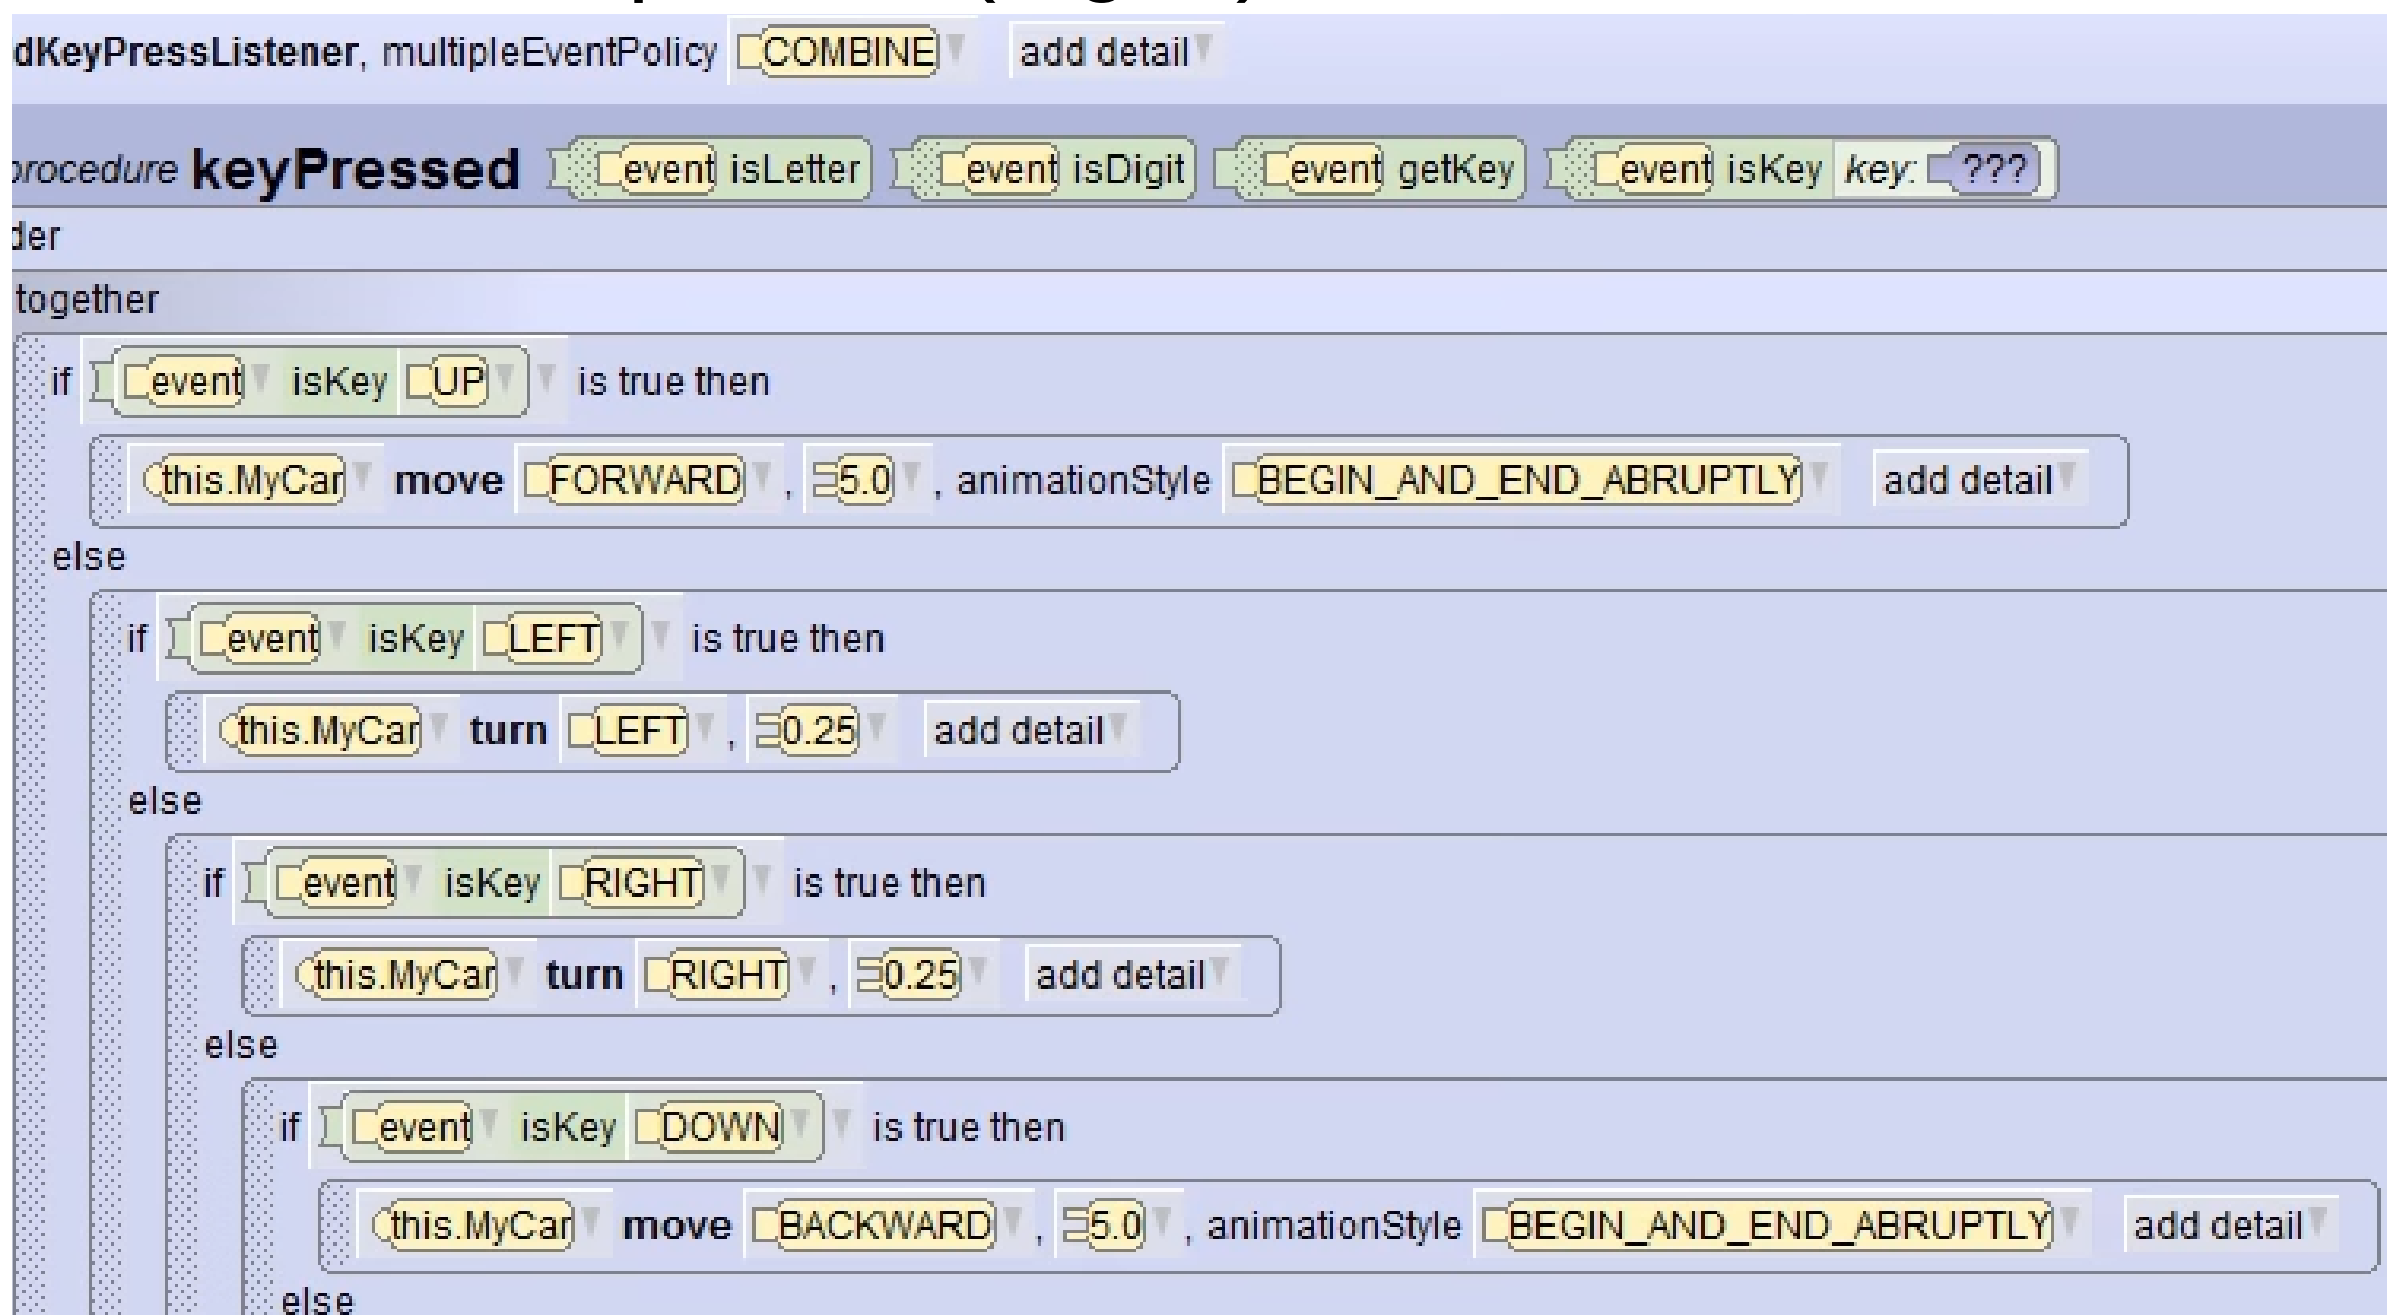 dKeyPressListener, multipleEventPolicy COMBINE add detail
procedure keyPressed event isLetter event isDigit event getKey event isKey key: ???
der
together
if event isKey UP is true then
this.MyCar move FORWARD , 5.0 , animationStyle BEGIN_AND_END_ABRUPTLY add detail
else
if event isKey LEFT is true then
this.MyCar turn LEFT , 0.25 add detail
else
if event isKey RIGHT is true then
this.MyCar turn RIGHT , 0.25 add detail
else
if event isKey DOWN is true then
this.MyCar move BACKWARD , 5.0 , animationStyle BEGIN_AND_END_ABRUPTLY add detail
else